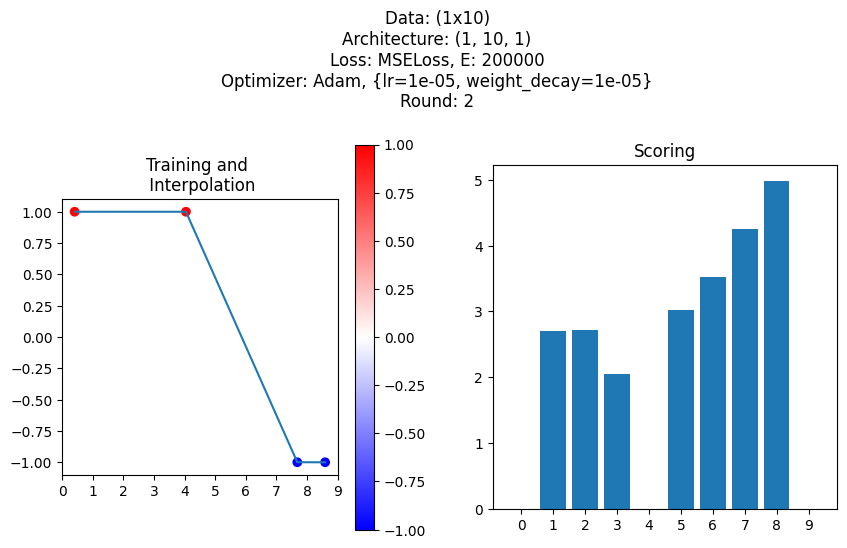 Data: (1x10)
Architecture: (1, 10, 1)
Loss: MSELoss, E: 200000
Optimizer: Adam, {lr=1e-05, weight_decay=1e-05}
Round: 2
Training and
Interpolation
1.00
0.75
0.50
0.25
0.00
−0.25
−0.50
−0.75
−1.00
0 1 2 3 4 5 6 7 8 9
1.00
0.75
0.50
0.25
0.00
−0.25
−0.50
−0.75
−1.00
Scoring
5
4
3
2
1
0
0 1 2 3 4 5 6 7 8 9